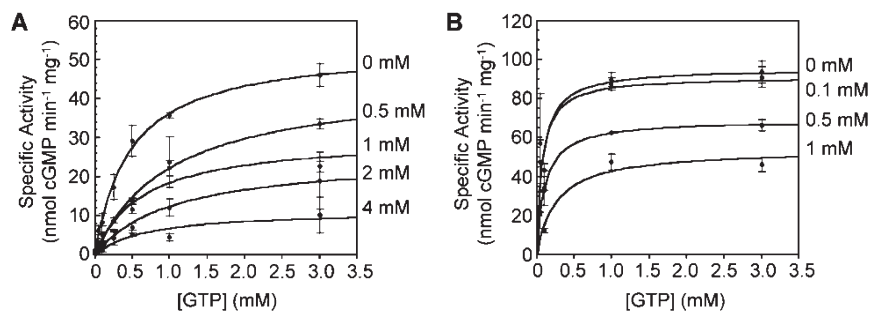 A
Specific Activity
(nmol cGMP min⁻¹ mg⁻¹)
60
50
40
30
20
10
0
0 0.5 1.0 1.5 2.0 2.5 3.0 3.5
[GTP] (mM)
0 mM
0.5 mM
1 mM
2 mM
4 mM
B
Specific Activity
(nmol cGMP min⁻¹ mg⁻¹)
120
100
80
60
40
20
0
0 0.5 1.0 1.5 2.0 2.5 3.0 3.5
[GTP] (mM)
0 mM
0.1 mM
0.5 mM
1 mM